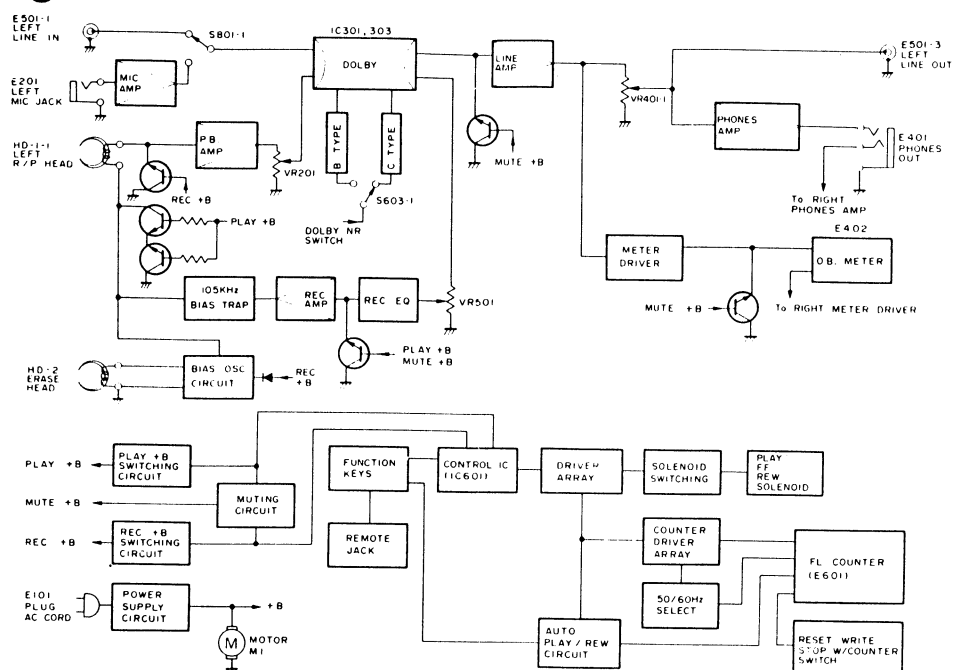 E501-1
LEFT
LINE IN
S801-1
IC301, 303
DOLBY
LINE
AMP
E501-3
LEFT
LINE OUT
E201
LEFT
MIC JACK
MIC
AMP
VR401-1
PHONES
AMP
E401
PHONES
OUT
HD-1-1
LEFT
R/P HEAD
P.B
AMP
VR201
B TYPE
C TYPE
MUTE +B
REC +B
S603-1
DOLBY NR
SWITCH
To RIGHT
PHONES AMP
PLAY +B
E402
METER
DRIVER
O.B. METER
105KHz
BIAS TRAP
REC
AMP
REC EQ
VR501
MUTE +B
To RIGHT METER DRIVER
PLAY +B
MUTE +B
HD-2
ERASE
HEAD
BIAS OSC
CIRCUIT
REC
+B
PLAY +B
PLAY +B
SWITCHING
CIRCUIT
FUNCTION
KEYS
CONTROL IC
(IC601)
DRIVER
ARRAY
SOLENOID
SWITCHING
PLAY
FF
REW
SOLENOID
MUTE +B
MUTING
CIRCUIT
REC +B
REC +B
SWITCHING
CIRCUIT
REMOTE
JACK
COUNTER
DRIVER
ARRAY
FL COUNTER
(E601)
E101
PLUG
AC CORD
POWER
SUPPLY
CIRCUIT
+B
50/60Hz
SELECT
M
MOTOR
M1
AUTO
PLAY/REW
CIRCUIT
RESET WRITE
STOP W/COUNTER
SWITCH